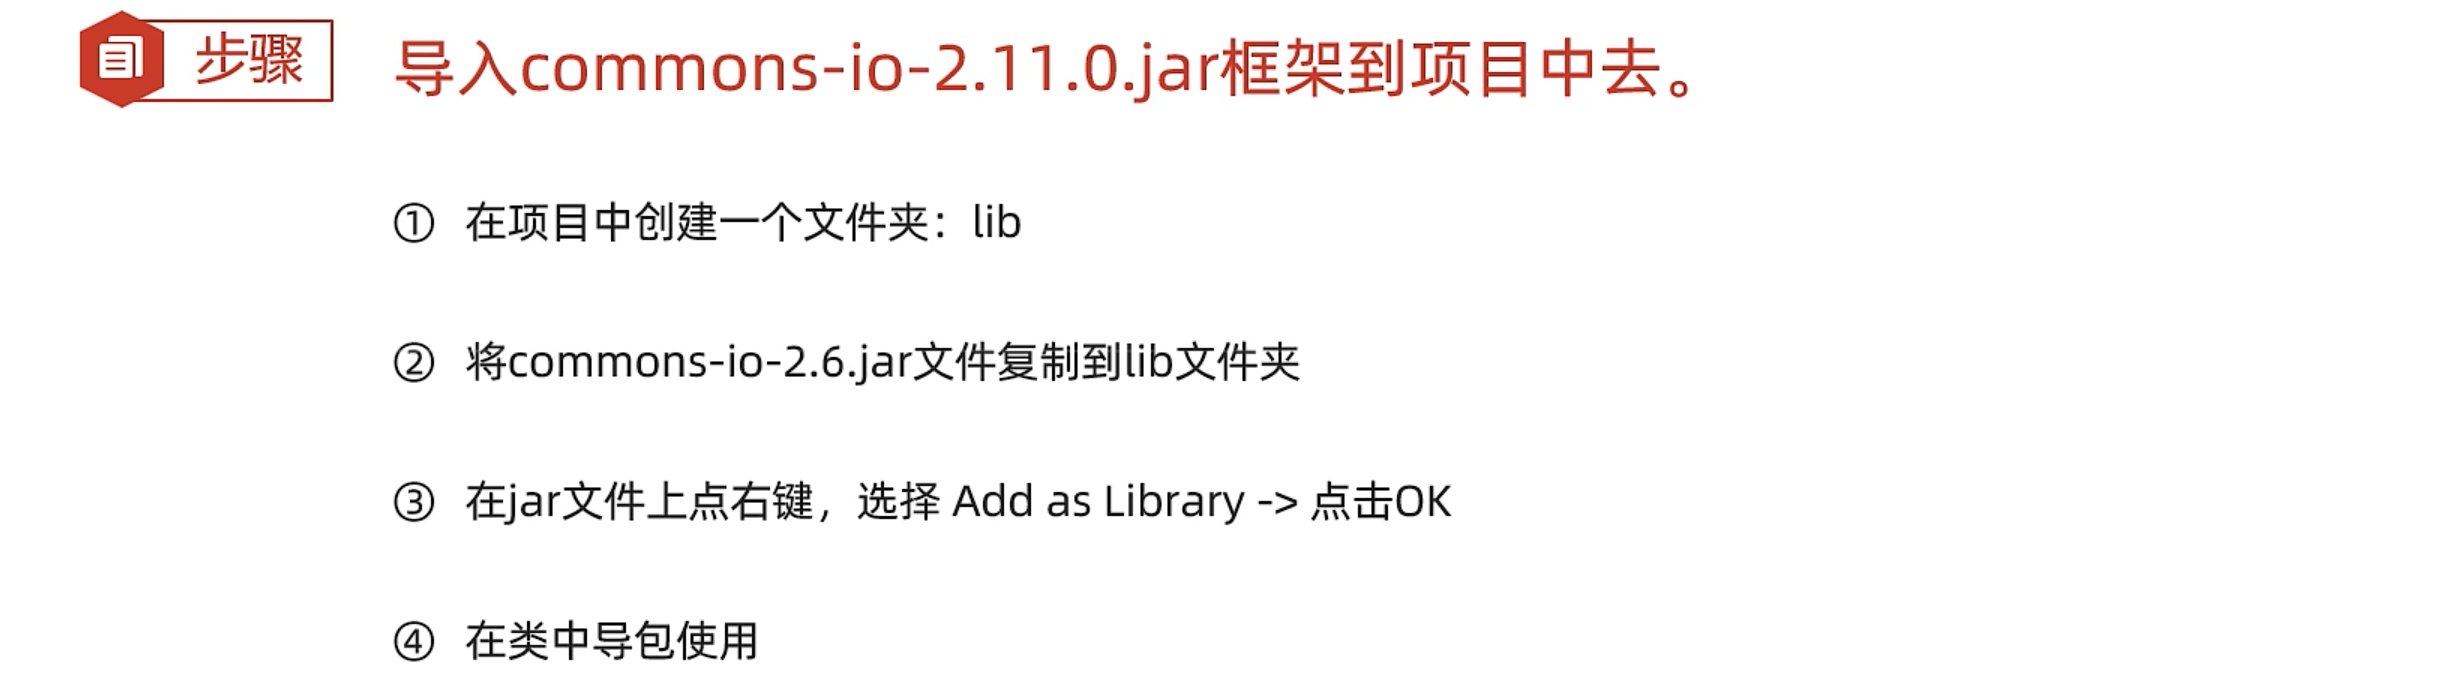 步骤
导入commons-io-2.11.0.jar框架到项目中去。
① 在项目中创建一个文件夹：lib
② 将commons-io-2.6.jar文件复制到lib文件夹
③ 在jar文件上点右键，选择 Add as Library -> 点击OK
④ 在类中导包使用